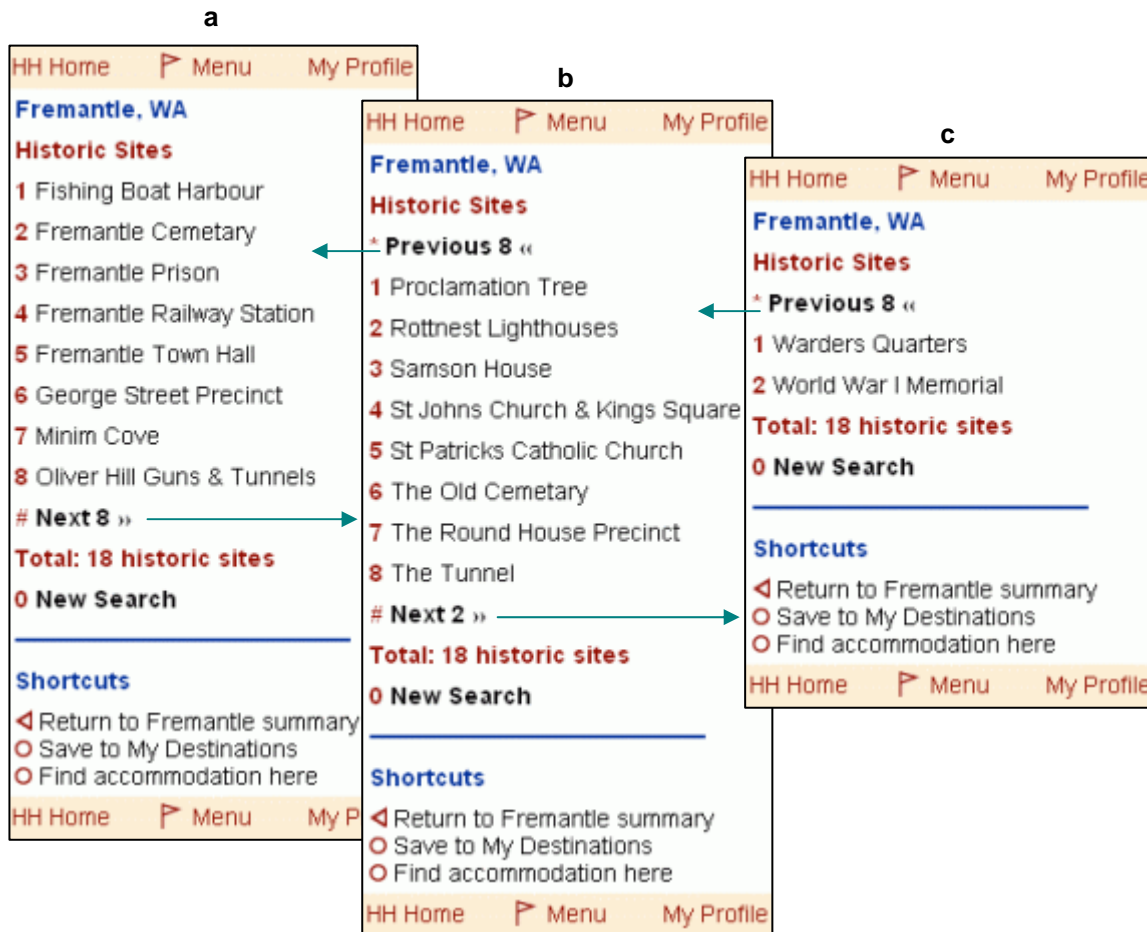 a
HH Home Menu My Profile
Fremantle, WA
Historic Sites
1 Fishing Boat Harbour
2 Fremantle Cemetary
3 Fremantle Prison
4 Fremantle Railway Station
5 Fremantle Town Hall
6 George Street Precinct
7 Minim Cove
8 Oliver Hill Guns & Tunnels
# Next 8 ››
Total: 18 historic sites
0 New Search
Shortcuts
Return to Fremantle summary
Save to My Destinations
Find accommodation here
HH Home Menu My P
b
HH Home Menu My Profile
Fremantle, WA
Historic Sites
* Previous 8 ‹‹
1 Proclamation Tree
2 Rottnest Lighthouses
3 Samson House
4 St Johns Church & Kings Square
5 St Patricks Catholic Church
6 The Old Cemetary
7 The Round House Precinct
8 The Tunnel
# Next 2 ››
Total: 18 historic sites
0 New Search
Shortcuts
Return to Fremantle summary
Save to My Destinations
Find accommodation here
HH Home Menu My Profile
c
HH Home Menu My Profile
Fremantle, WA
Historic Sites
* Previous 8 ‹‹
1 Warders Quarters
2 World War I Memorial
Total: 18 historic sites
0 New Search
Shortcuts
Return to Fremantle summary
Save to My Destinations
Find accommodation here
HH Home Menu My Profile